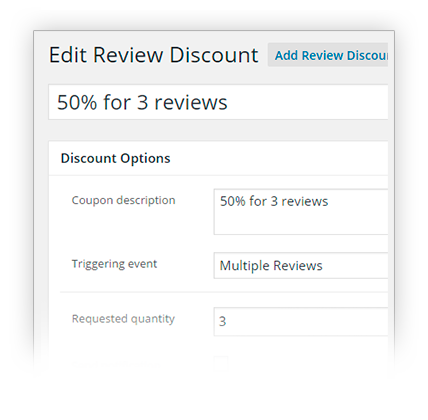 Edit Review Discount Add Review Discou
50% for 3 reviews
Discount Options
Coupon description 50% for 3 reviews
Triggering event Multiple Reviews
Requested quantity 3